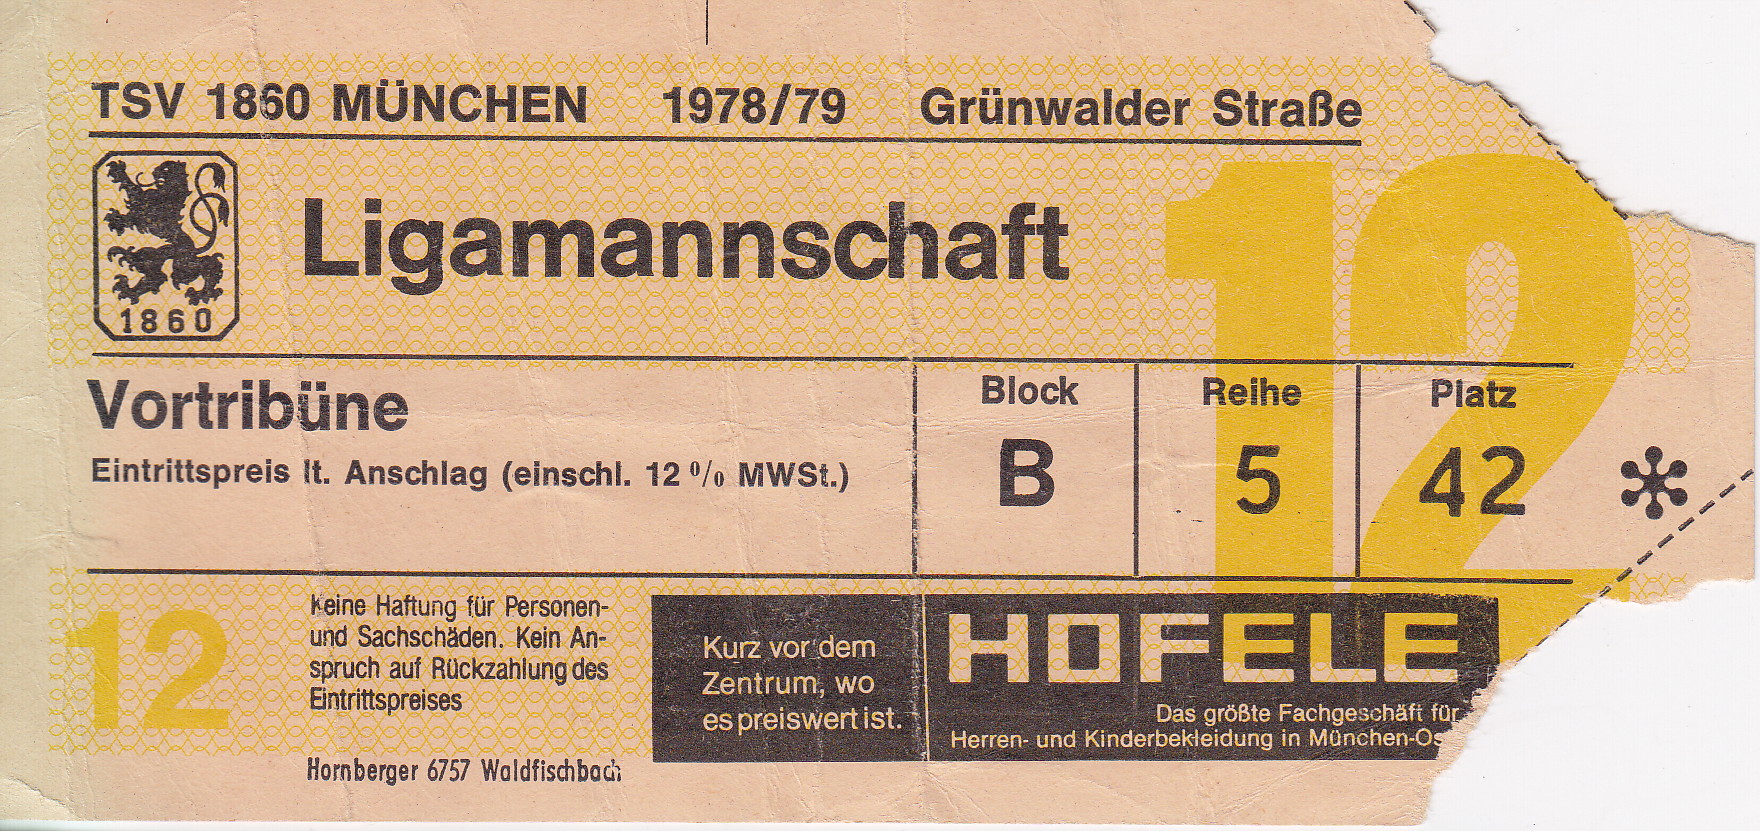 TSV 1860 MÜNCHEN 1978/79 Grünwalder Straße
1860
Ligamannschaft
12
Vortribüne
Eintrittspreis lt. Anschlag (einschl. 12 % MWSt.)
Block Reihe Platz
B 5 42 *
12
Keine Haftung für Personen-
und Sachschäden. Kein An-
spruch auf Rückzahlung des
Eintrittspreises
Hornberger 6757 Waldfischbach
Kurz vor dem
Zentrum, wo
es preiswert ist.
HOFELE
Das größte Fachgeschäft für
Herren- und Kinderbekleidung in München-Os